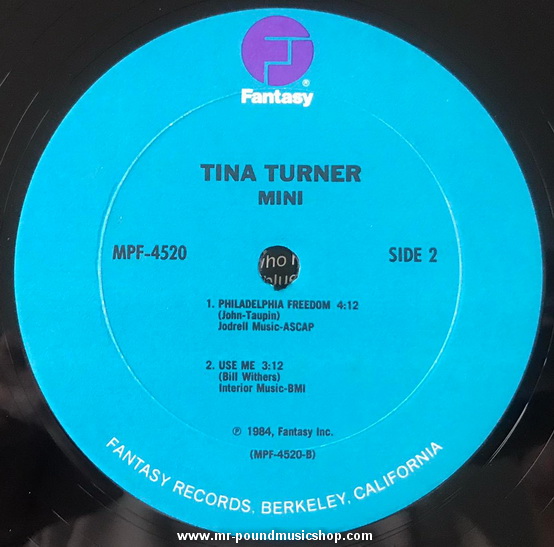 Fantasy ®
TINA TURNER
MINI
MPF-4520
SIDE 2
1. PHILADELPHIA FREEDOM 4:12
(John-Taupin)
Jodrell Music-ASCAP
2. USE ME 3:12
(Bill Withers)
Interior Music-BMI
℗ 1984, Fantasy Inc.
(MPF-4520-B)
FANTASY RECORDS, BERKELEY, CALIFORNIA
www.mr-poundmusicshop.com